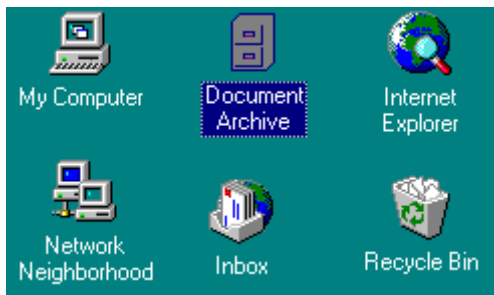 My Computer
Document
Archive
Internet
Explorer
Network
Neighborhood
Inbox
Recycle Bin